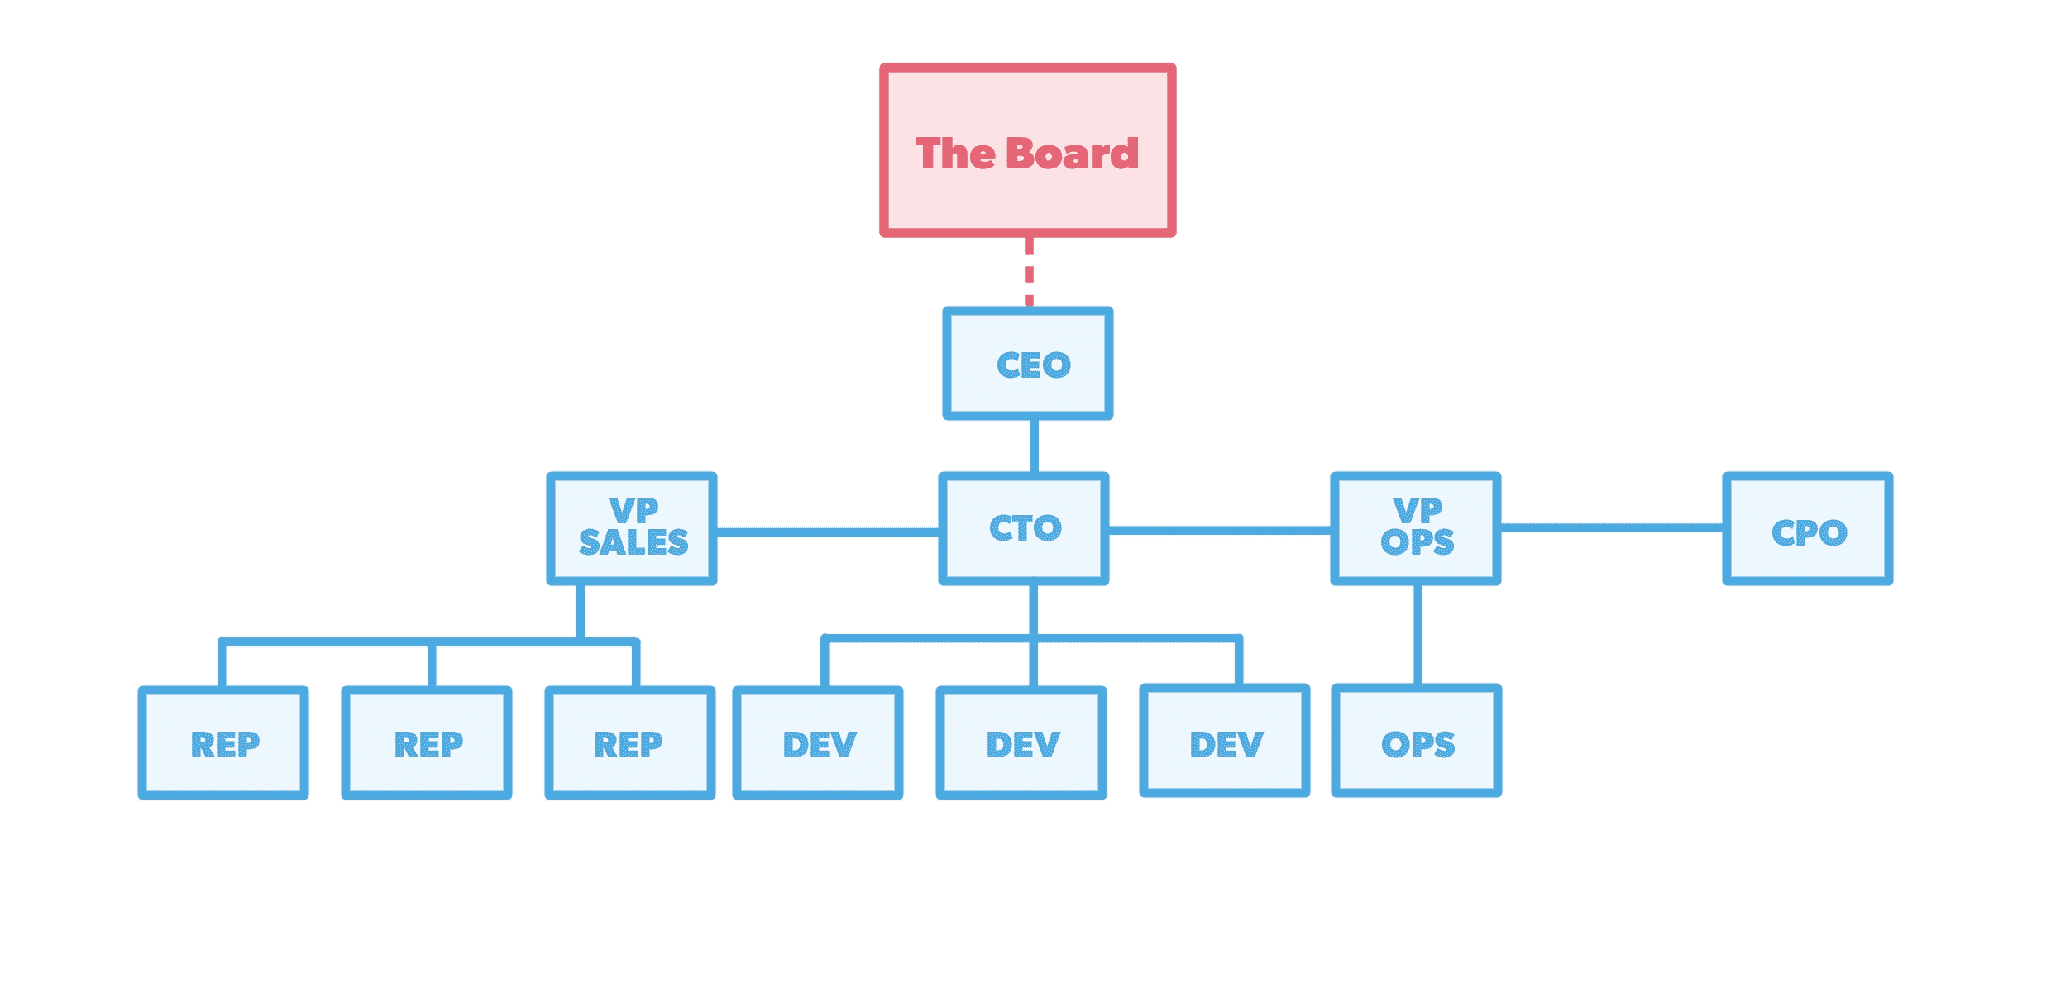 The Board
CEO
VP
SALES
CTO
VP
OPS
CPO
REP
REP
REP
DEV
DEV
DEV
OPS